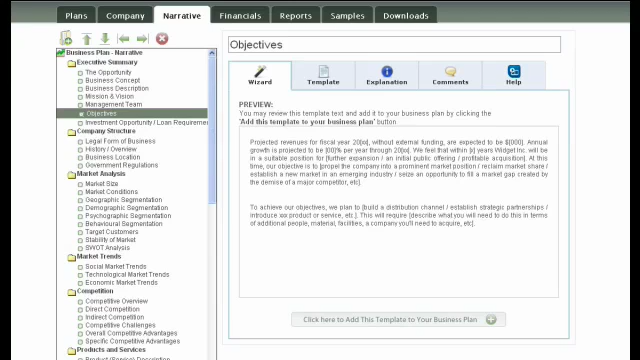 Plans
Company
Narrative
Financials
Reports
Samples
Downloads
Business Plan - Narrative
Executive Summary
The Opportunity
Business Concept
Business Description
Mission & Vision
Management Team
Objectives
Investment Opportunity / Loan Requiremen
Company Structure
Legal Form of Business
History / Overview
Business Location
Government Regulations
Market Analysis
Market Size
Market Conditions
Geographic Segmentation
Demographic Segmentation
Psychographic Segmentation
Behavioural Segmentation
Target Customers
Stability of Market
SWOT Analysis
Market Trends
Social Market Trends
Technological Market Trends
Economic Market Trends
Competition
Competitive Overview
Direct Competition
Indirect Competition
Competitive Challenges
Overall Competitive Advantages
Specific Competitive Advantages
Products and Services
Product (/Service) Description
Objectives
Wizard
Template
Explanation
Comments
Help
PREVIEW:
You may review this template text and add it to your business plan by clicking the
'Add this template to your business plan' button
Projected revenues for fiscal year 20[xx], without external funding, are expected to be $[000]. Annual
growth is projected to be [00]% per year through 20[xx]. We feel that within [x] years Widget Inc. will be
in a suitable position for [further expansion / an initial public offering / profitable acquisition]. At this
time, our objective is to [propel the company into a prominent market position / reclaim market share /
establish a new market in an emerging industry / seize an opportunity to fill a market gap created by
the demise of a major competitor, etc].
To achieve our objectives, we plan to [build a distribution channel / establish strategic partnerships /
introduce xxx product or service, etc.]. This will require [describe what you will need to do this in terms
of additional people, material, facilities, a company you'll need to acquire, etc].
Click here to Add This Template to Your Business Plan